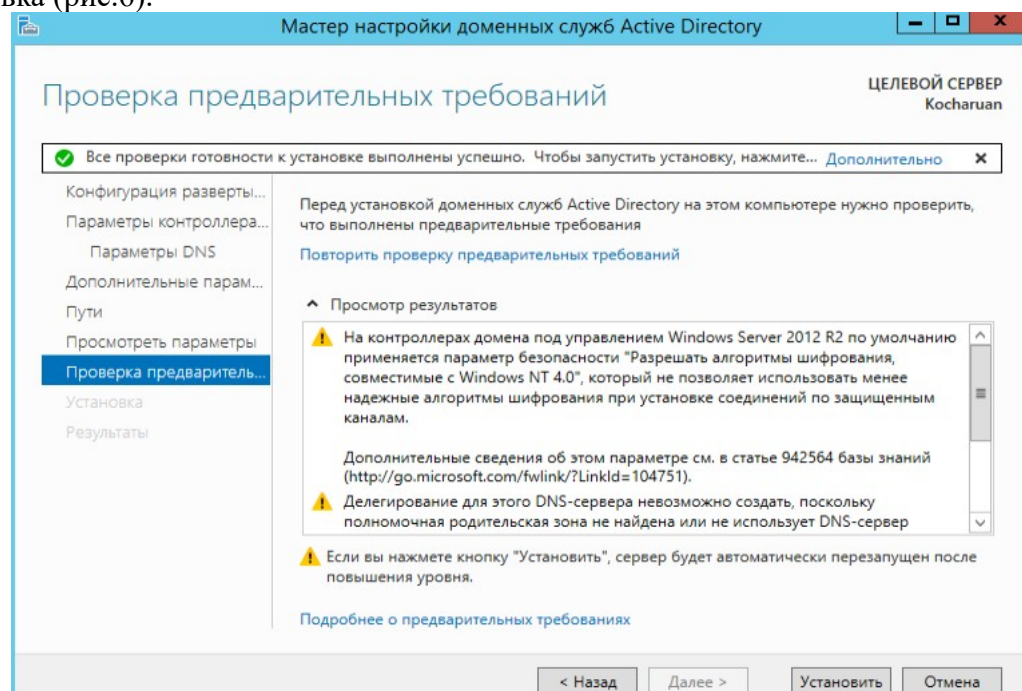 вка (рис.6).
Мастер настройки доменных служб Active Directory
Проверка предварительных требований
ЦЕЛЕВОЙ СЕРВЕР
Kocharuan
Все проверки готовности к установке выполнены успешно. Чтобы запустить установку, нажмите... Дополнительно
Конфигурация разверты...
Параметры контроллера...
Параметры DNS
Дополнительные парам...
Пути
Просмотреть параметры
Проверка предваритель...
Установка
Результаты
Перед установкой доменных служб Active Directory на этом компьютере нужно проверить,
что выполнены предварительные требования
Повторить проверку предварительных требований
Просмотр результатов
На контроллерах домена под управлением Windows Server 2012 R2 по умолчанию
применяется параметр безопасности "Разрешать алгоритмы шифрования,
совместимые с Windows NT 4.0", который не позволяет использовать менее
надежные алгоритмы шифрования при установке соединений по защищенным
каналам.
Дополнительные сведения об этом параметре см. в статье 942564 базы знаний
(http://go.microsoft.com/fwlink/?LinkId=104751).
Делегирование для этого DNS-сервера невозможно создать, поскольку
полномочная родительская зона не найдена или не использует DNS-сервер
Если вы нажмете кнопку "Установить", сервер будет автоматически перезапущен после
повышения уровня.
Подробнее о предварительных требованиях
< Назад Далее > Установить Отмена